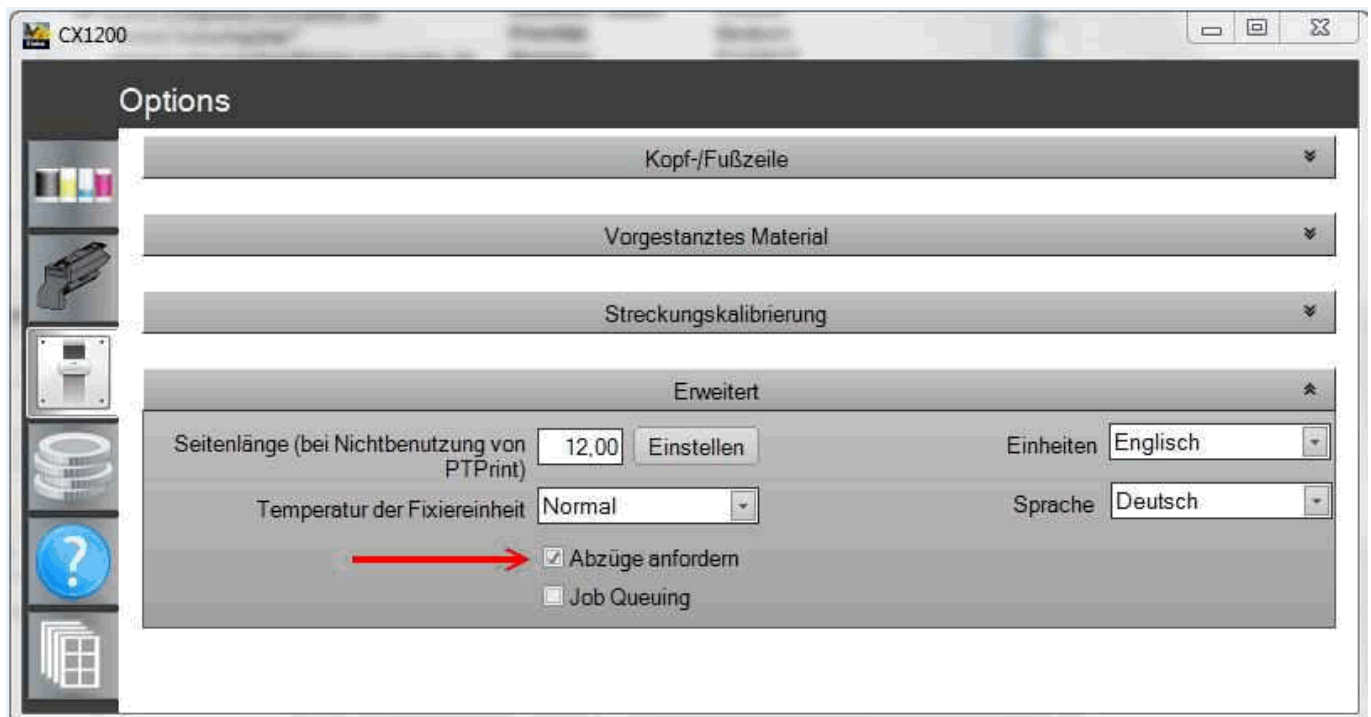 CX1200
Options
Kopf-/Fußzeile
Vorgestanztes Material
Streckungskalibrierung
Erweitert
Seitenlänge (bei Nichtbenutzung von
PTPrint)
12,00
Einstellen
Einheiten
Englisch
Temperatur der Fixiereinheit
Normal
Sprache
Deutsch
Abzüge anfordern
Job Queuing